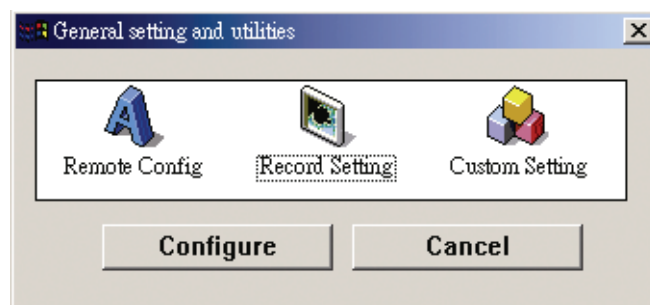 General setting and utilities
Remote Config Record Setting Custom Setting
Configure Cancel